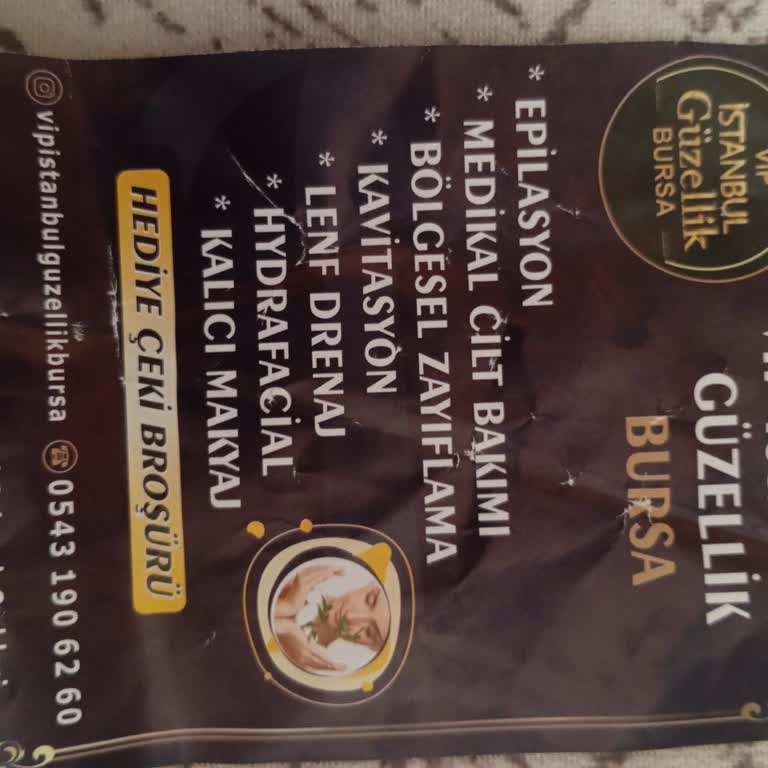 VIP
İSTANBUL
Güzellik
BURSA
GÜZELLİK
BURSA
* EPİLASYON
* MEDİKAL CİLT BAKIMI
* BÖLGESEL ZAYIFLAMA
* KAVİTASYON
* LENF DRENAJ
* HYDRAFACİAL
* KALICI MAKYAJ
HEDİYE ÇEKİ BROŞÜRÜ
vipistanbulguzellikbursa 0543 190 62 60